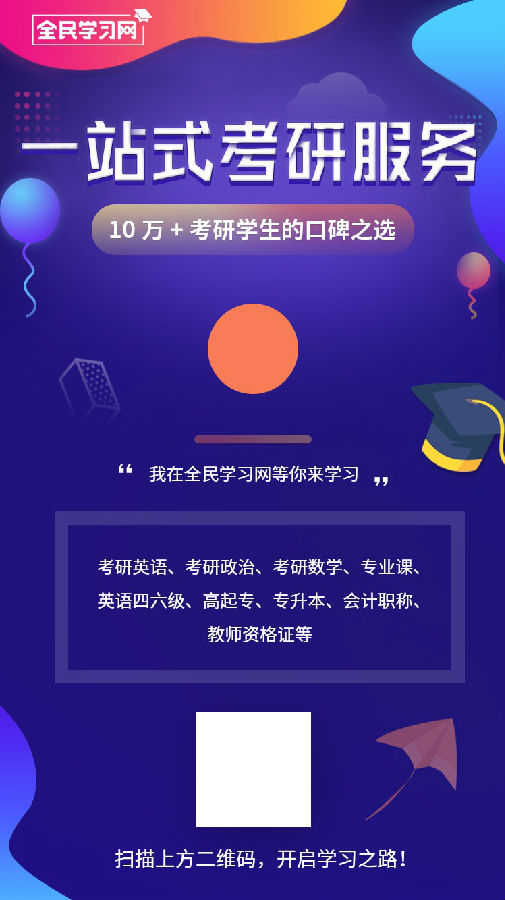 全民学习网
一站式考研服务
10 万 + 考研学生的口碑之选
“ 我在全民学习网等你来学习 ”
考研英语、考研政治、考研数学、专业课、
英语四六级、高起专、专升本、会计职称、
教师资格证等
扫描上方二维码，开启学习之路！